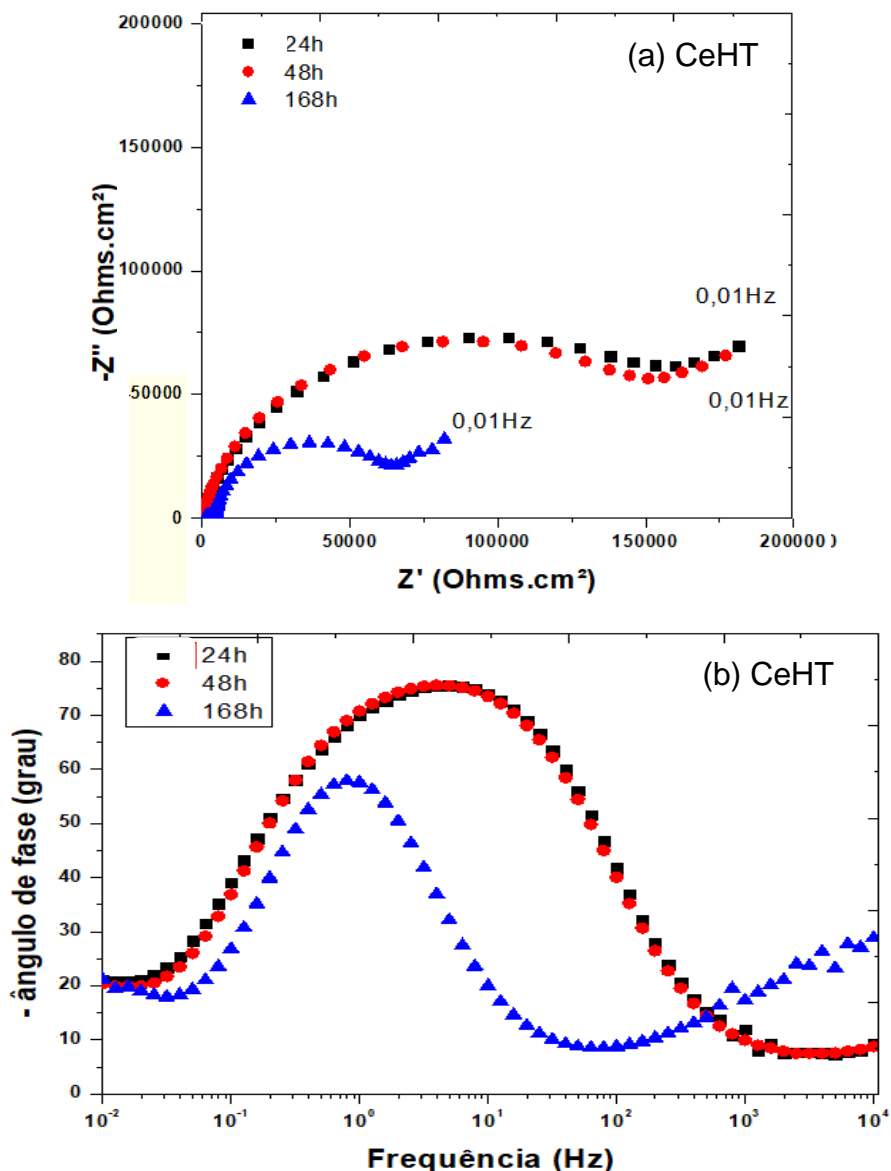 200000
24h
(a) CeHT
48h
168h
150000
-Z'' (Ohms.cm²)
100000
0,01Hz
50000
0,01Hz
0,01Hz
0
0
50000
100000
150000
200000
Z' (Ohms.cm²)
80
24h
(b) CeHT
48h
70
168h
60
50
- ângulo de fase (grau)
40
30
20
10
0
10⁻²
10⁻¹
10⁰
10¹
10²
10³
10⁴
Frequência (Hz)